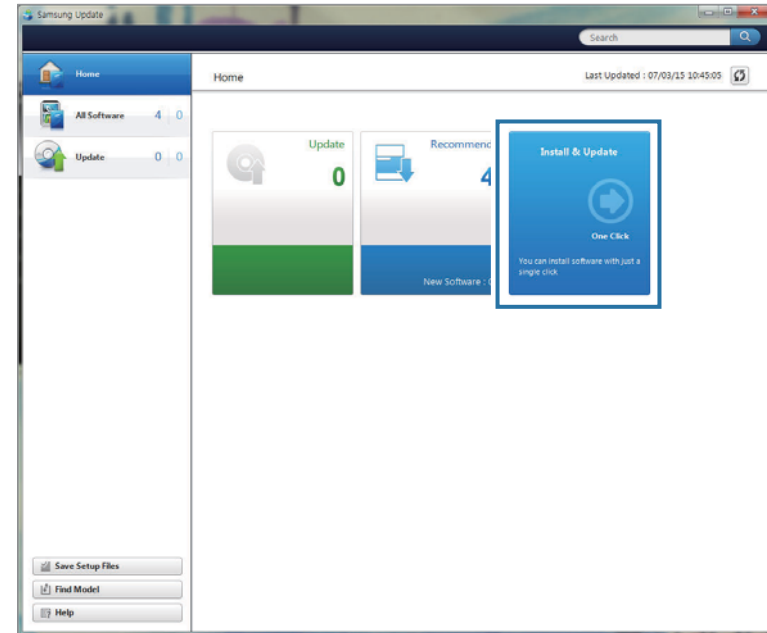 Samsung Update
Search
Home
Last Updated : 07/03/15 10:45:05
Home
All Software 4 0
Update 0 0
Update
0
Recommend
4
New Software :
Install & Update
One Click
You can install software with just a
single click
Save Setup Files
Find Model
Help